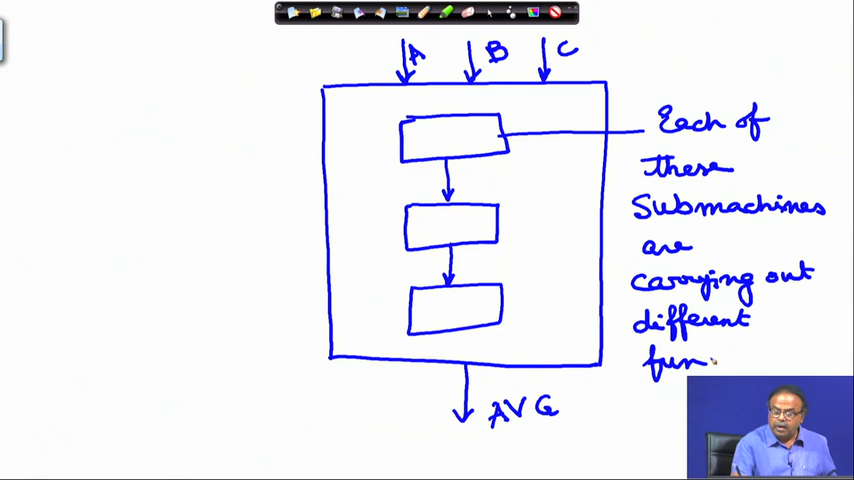 A B C
Each of
these
Submachines
are
carrying out
different
fun
AVG